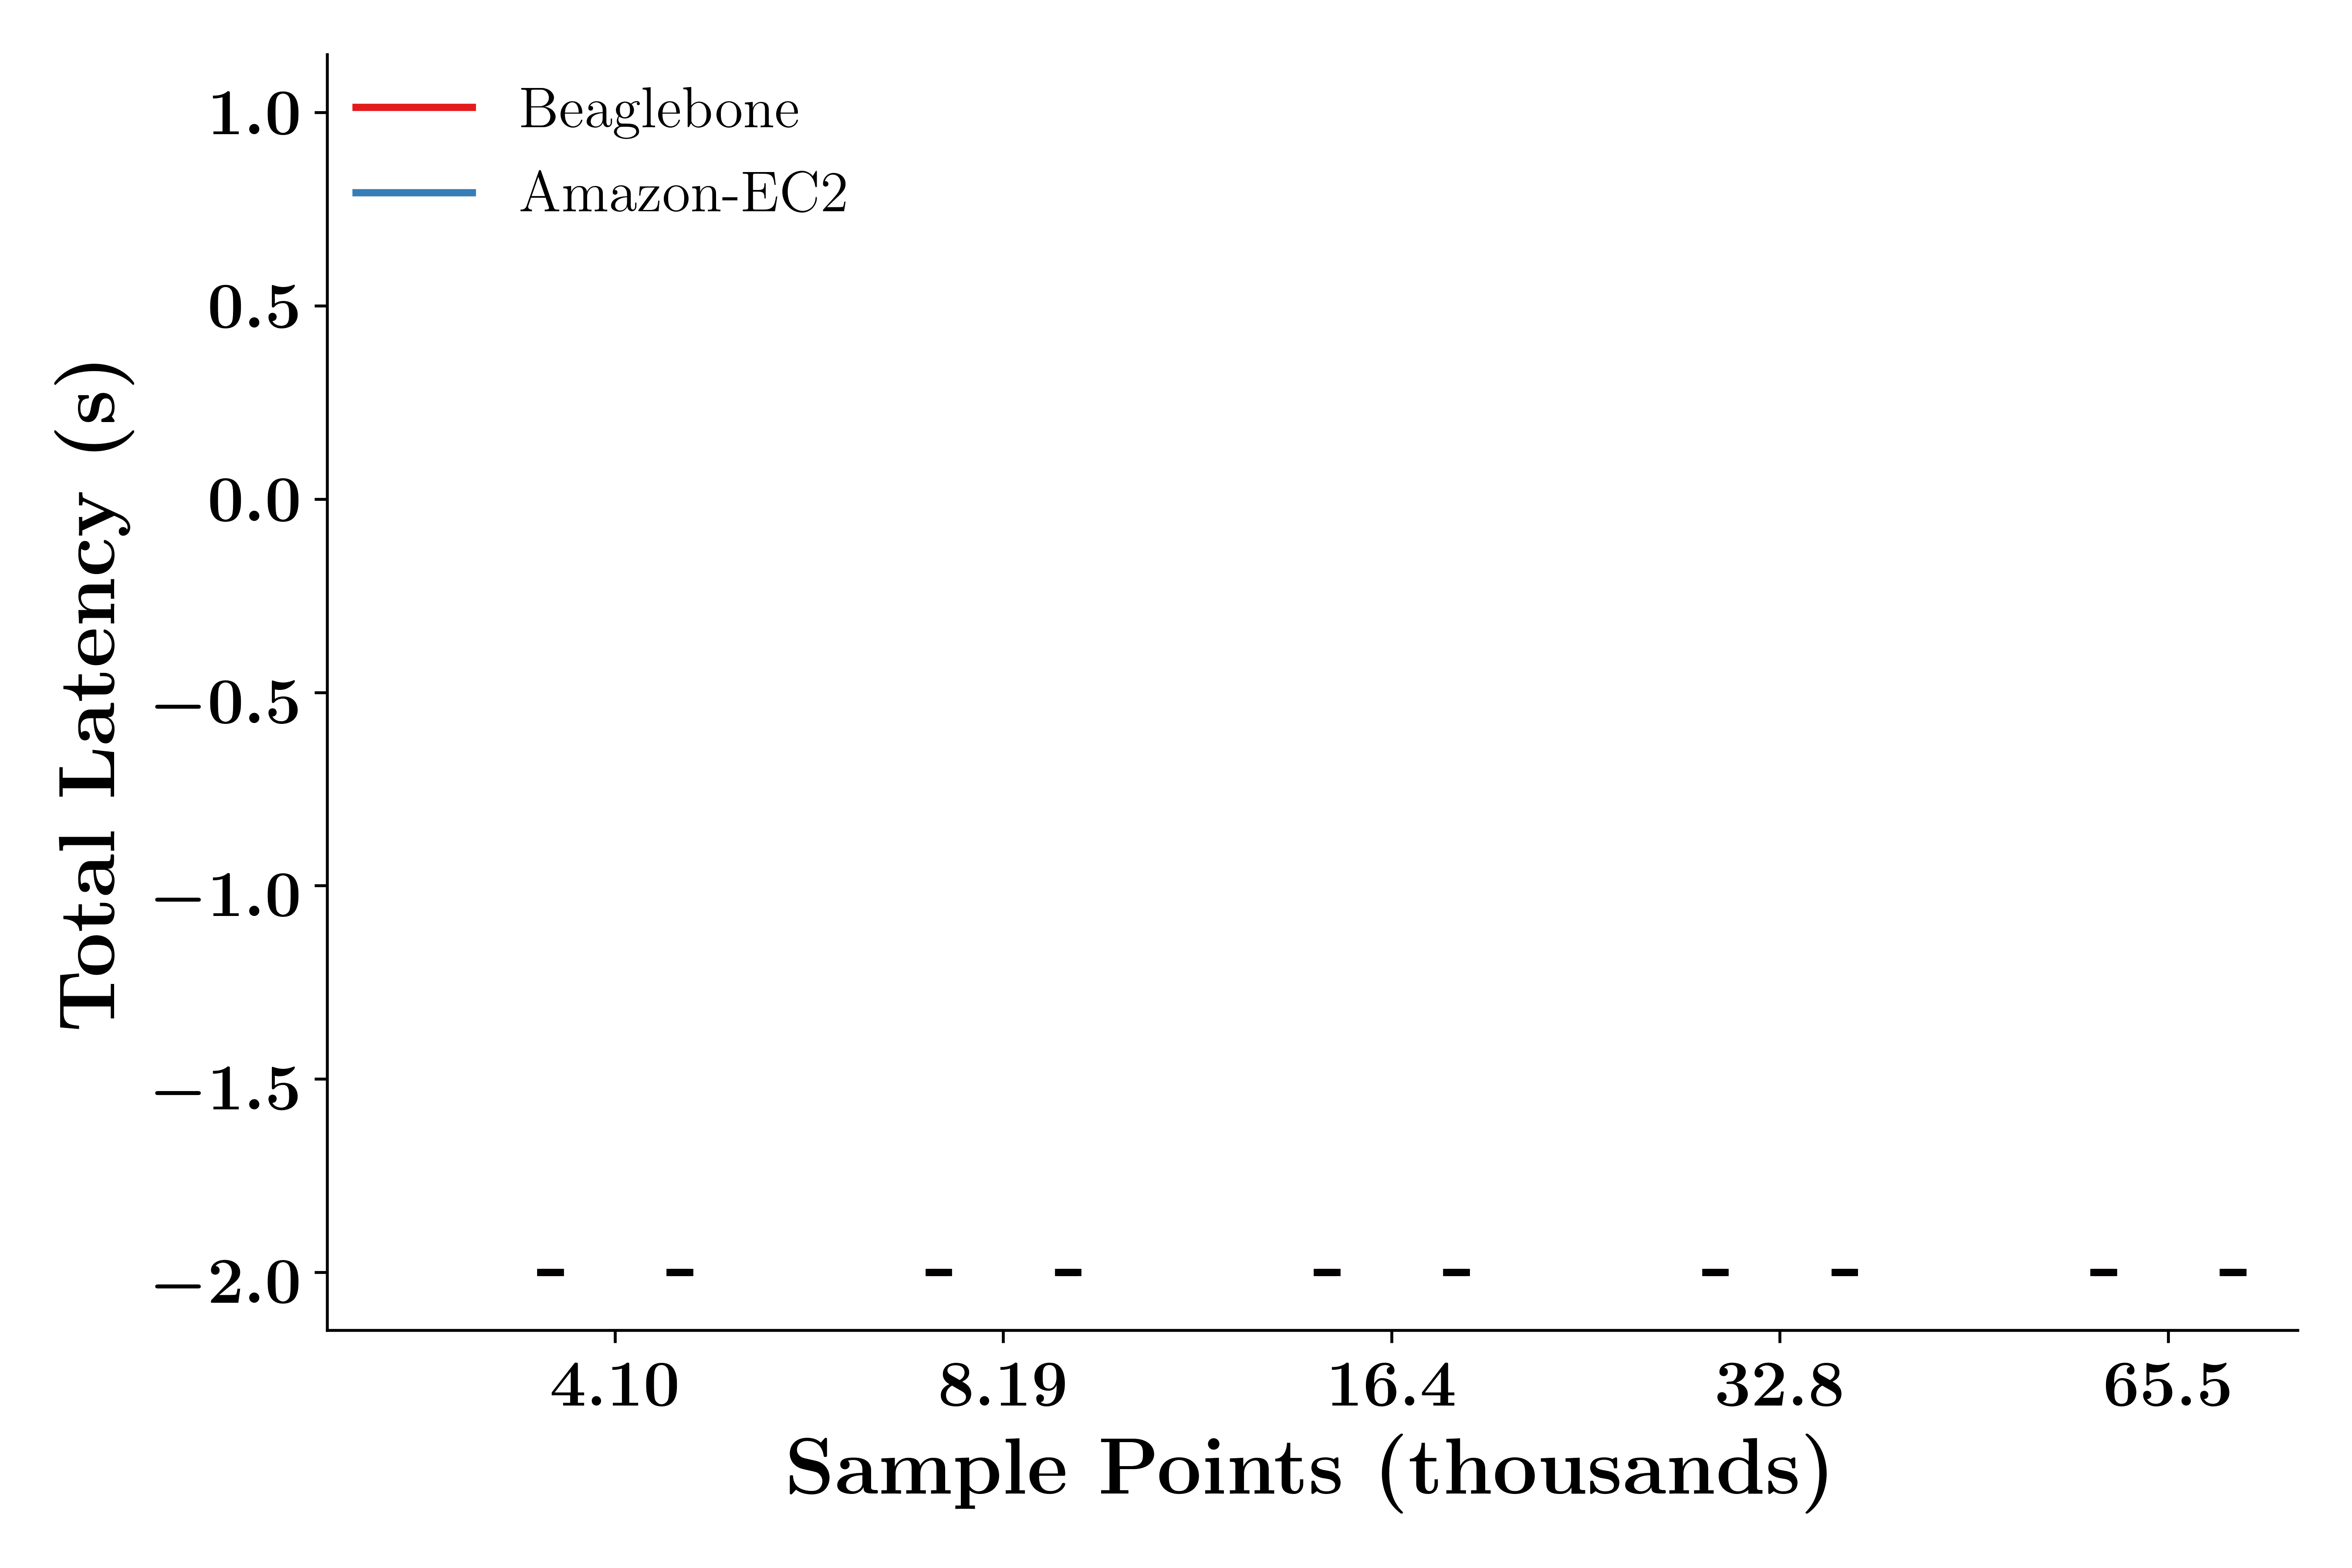 Beaglebone
Amazon-EC2
1.0
0.5
0.0
−0.5
−1.0
−1.5
−2.0
Total Latency (s)
4.10 8.19 16.4 32.8 65.5
Sample Points (thousands)